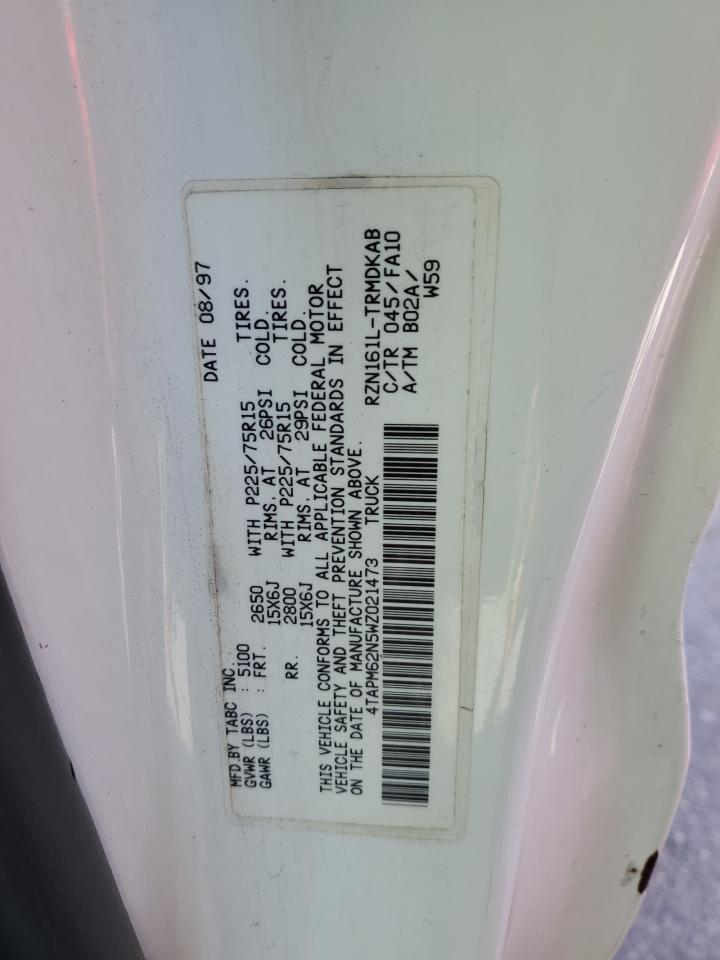 MFD.BY TABC INC. DATE 08/97
GVWR (LBS) : 5100
GAWR (LBS) : FRT. 2650 WITH P225/75R15 TIRES.
15X6J RIMS. AT 26PSI COLD.
RR. 2800 WITH P225/75R15 TIRES.
15X6J RIMS. AT 29PSI COLD.
THIS VEHICLE CONFORMS TO ALL APPLICABLE FEDERAL MOTOR
VEHICLE SAFETY AND THEFT PREVENTION STANDARDS IN EFFECT
ON THE DATE OF MANUFACTURE SHOWN ABOVE.
4TAPM62N5WZ021473 TRUCK
RZN161L-TRMDKAB
C/TR 045/FA10
A/TM B02A/
W59